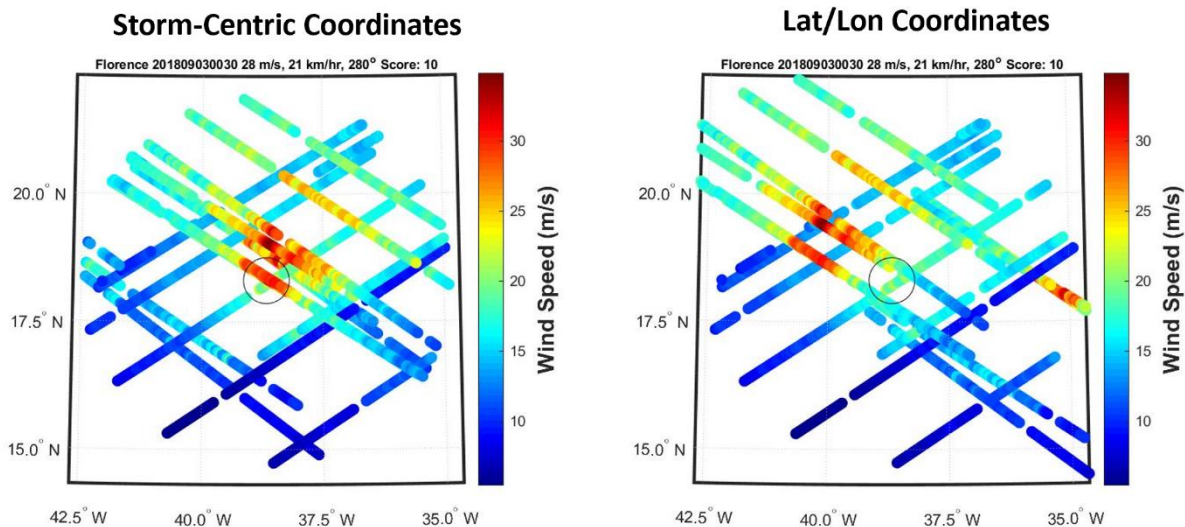 Storm-Centric Coordinates
Florence 201809030030 28 m/s, 21 km/hr, 280° Score: 10
20.0° N
17.5° N
15.0° N
42.5° W
40.0° W
37.5° W
35.0° W
30
25
20
15
10
Wind Speed (m/s)
Lat/Lon Coordinates
Florence 201809030030 28 m/s, 21 km/hr, 280° Score: 10
20.0° N
17.5° N
15.0° N
42.5° W
40.0° W
37.5° W
35.0° W
30
25
20
15
10
Wind Speed (m/s)